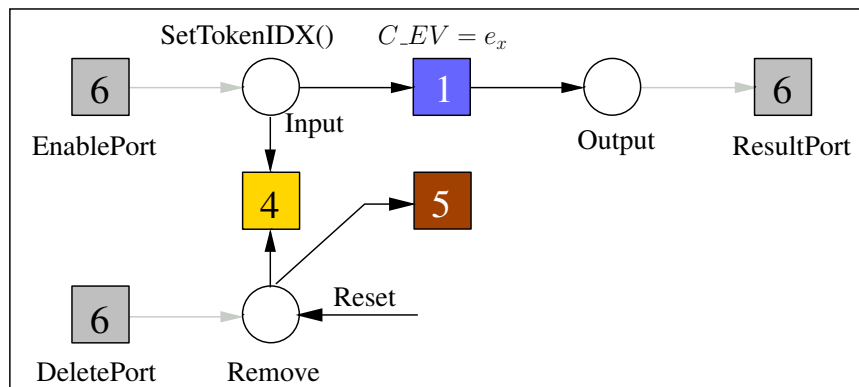 SetTokenIDX()
C_EV = e_x
6
1
6
Input
EnablePort
Output
ResultPort
4
5
6
Reset
DeletePort
Remove